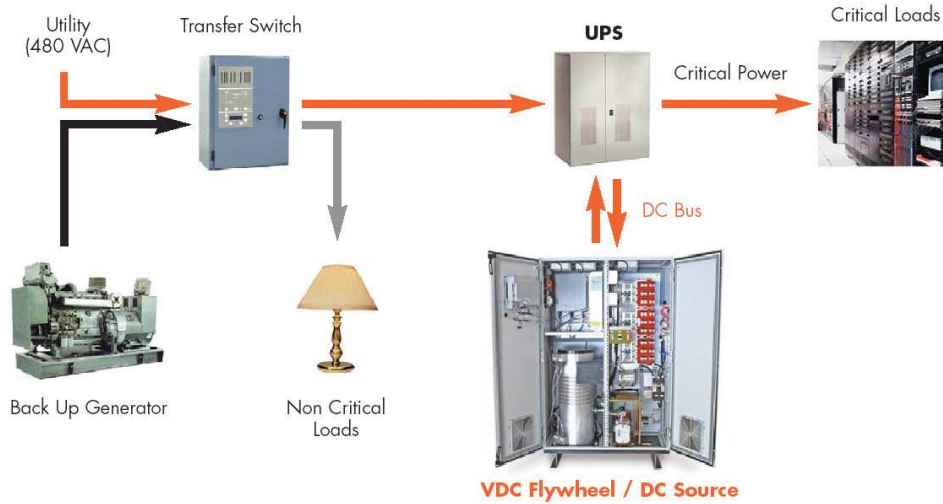 Utility
(480 VAC)
Transfer Switch
UPS
Critical Loads
Critical Power
DC Bus
Back Up Generator
Non Critical
Loads
VDC Flywheel / DC Source